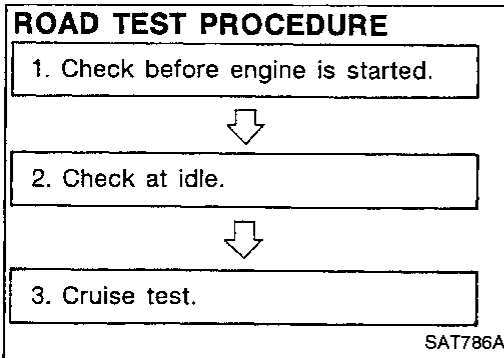 ROAD TEST PROCEDURE
1. Check before engine is started.
2. Check at idle.
3. Cruise test.
SAT786A